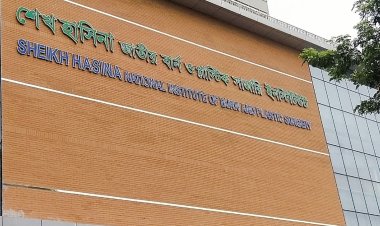 শেখ হাসিনা জাতীয় বার্ন ও প্লাস্টিক সার্জারি ইনস্টিটিউট
SHEIKH HASINA NATIONAL INSTITUTE OF BURN AND PLASTIC SURGERY